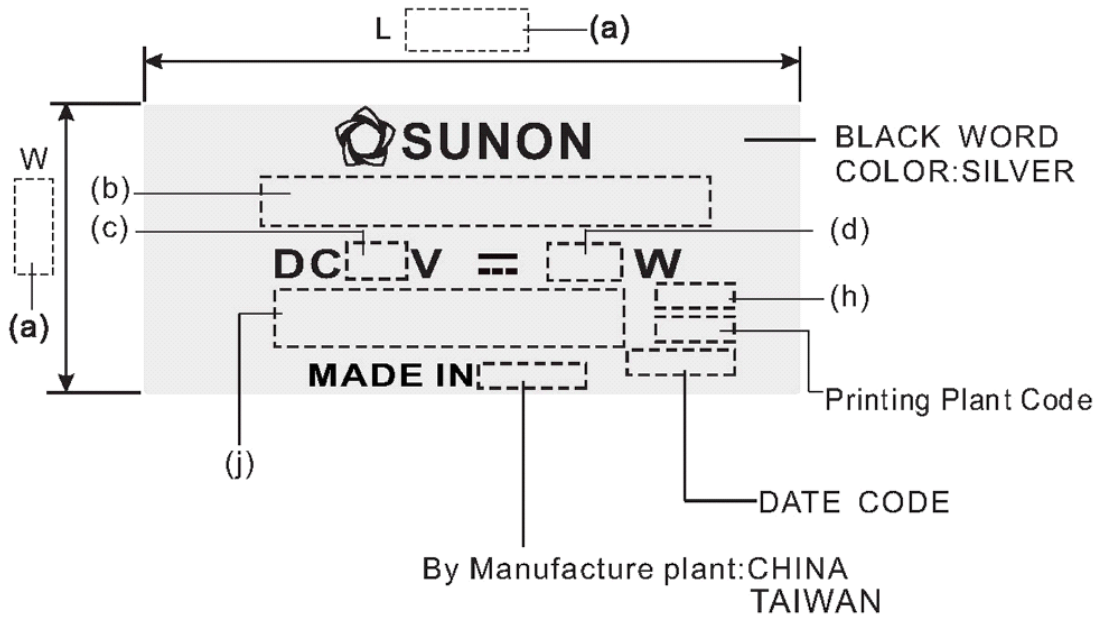 L (a)
SUNON
BLACK WORD
COLOR:SILVER
W
(b)
(c)
(d)
DC V W
(h)
(a)
MADE IN
Printing Plant Code
(j)
DATE CODE
By Manufacture plant:CHINA
TAIWAN